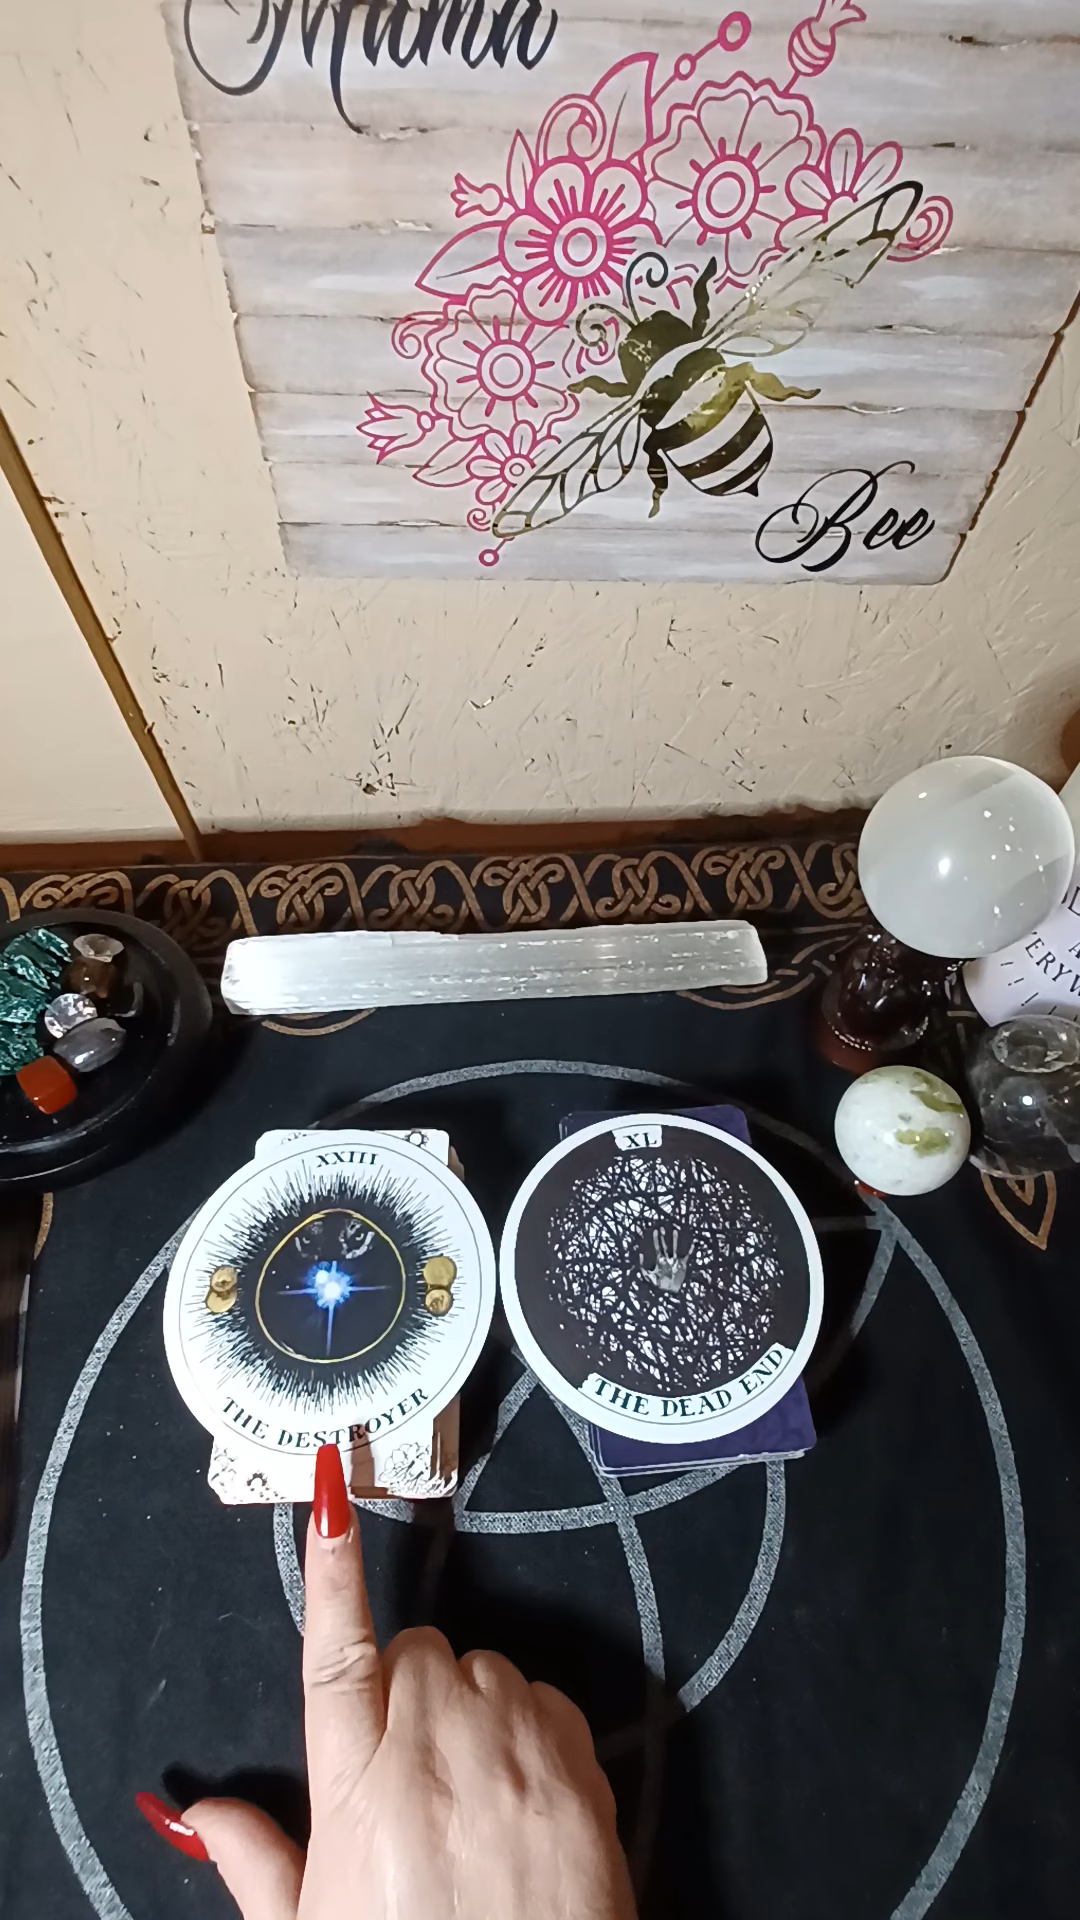 Mama
Bee
XXIII
THE DESTROYER
XL
THE DEAD END